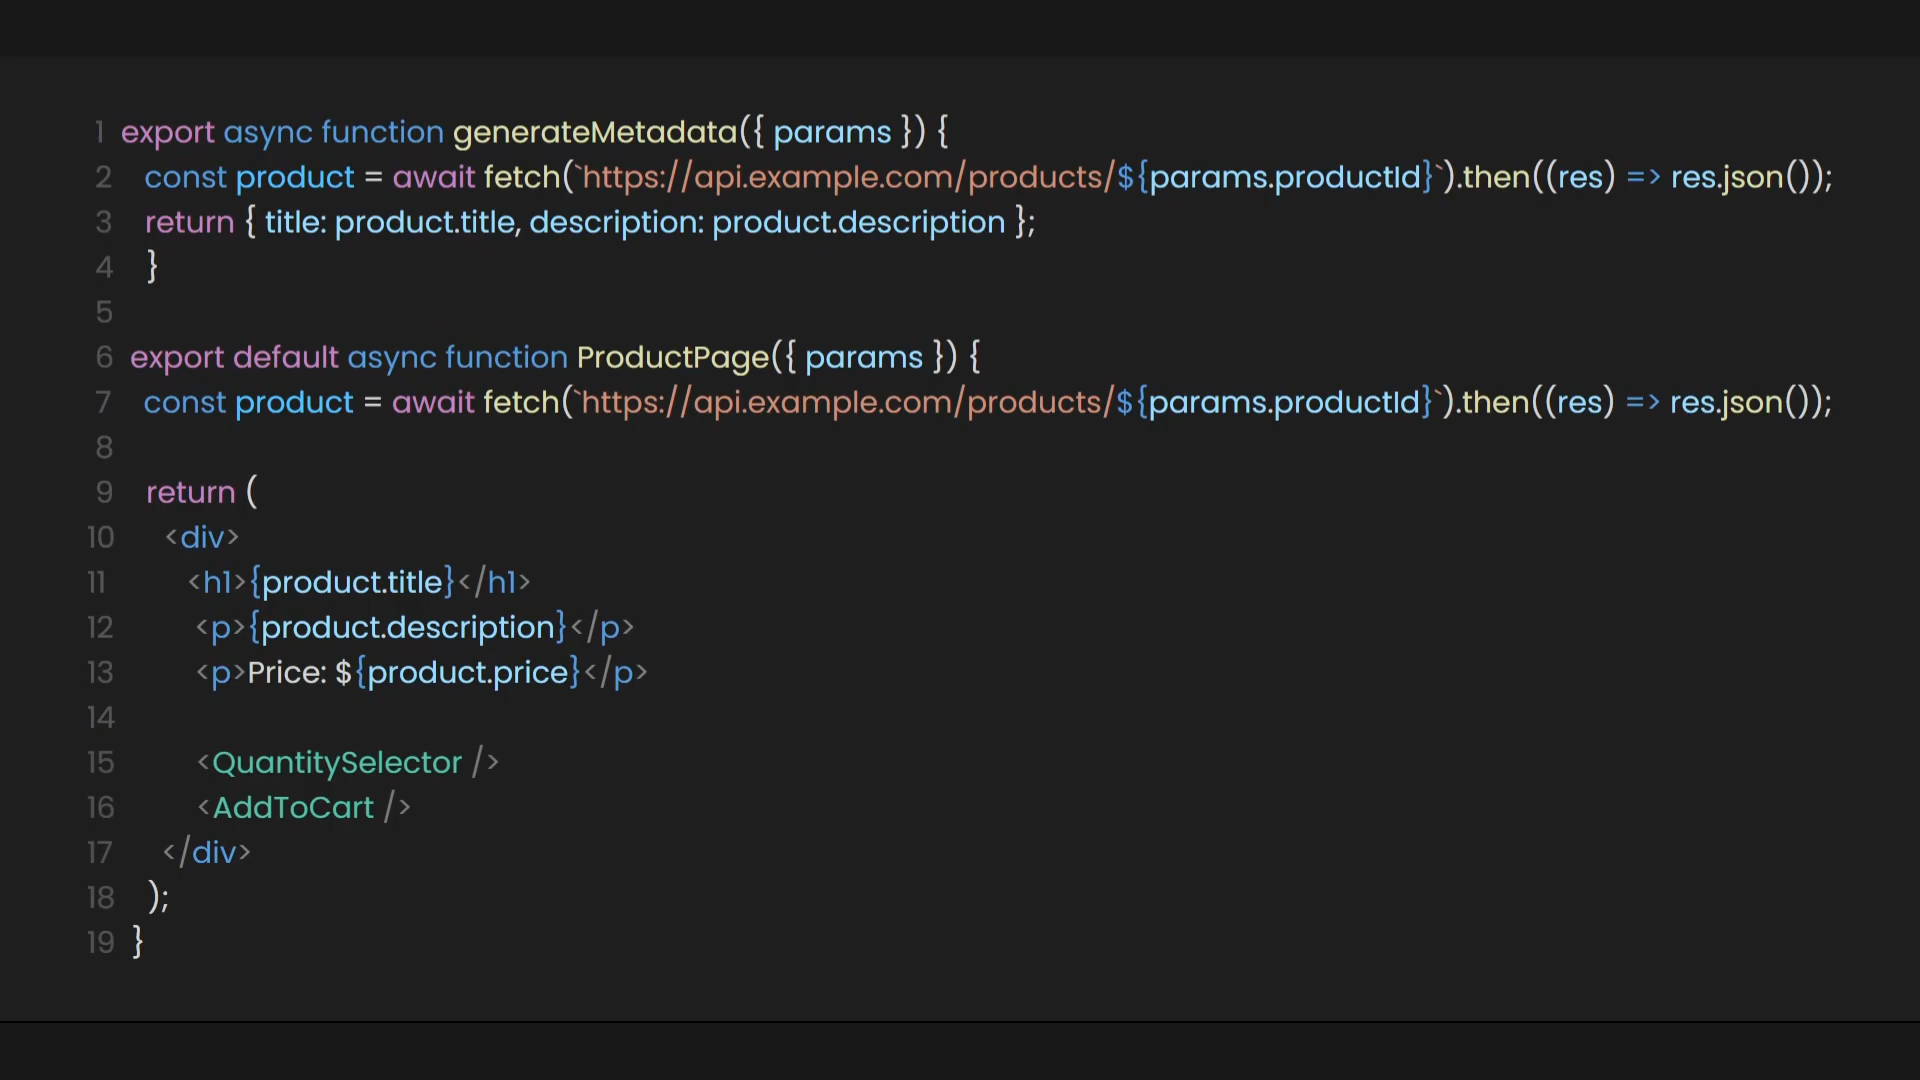 1 export async function generateMetadata({ params }) {
2 const product = await fetch(`https://api.example.com/products/${params.productId}`).then((res) => res.json());
3 return { title: product.title, description: product.description };
4 }
5
6 export default async function ProductPage({ params }) {
7 const product = await fetch(`https://api.example.com/products/${params.productId}`).then((res) => res.json());
8
9 return (
10 <div>
11 <h1>{product.title}</h1>
12 <p>{product.description}</p>
13 <p>Price: ${product.price}</p>
14
15 <QuantitySelector />
16 <AddToCart />
17 </div>
18 );
19 }